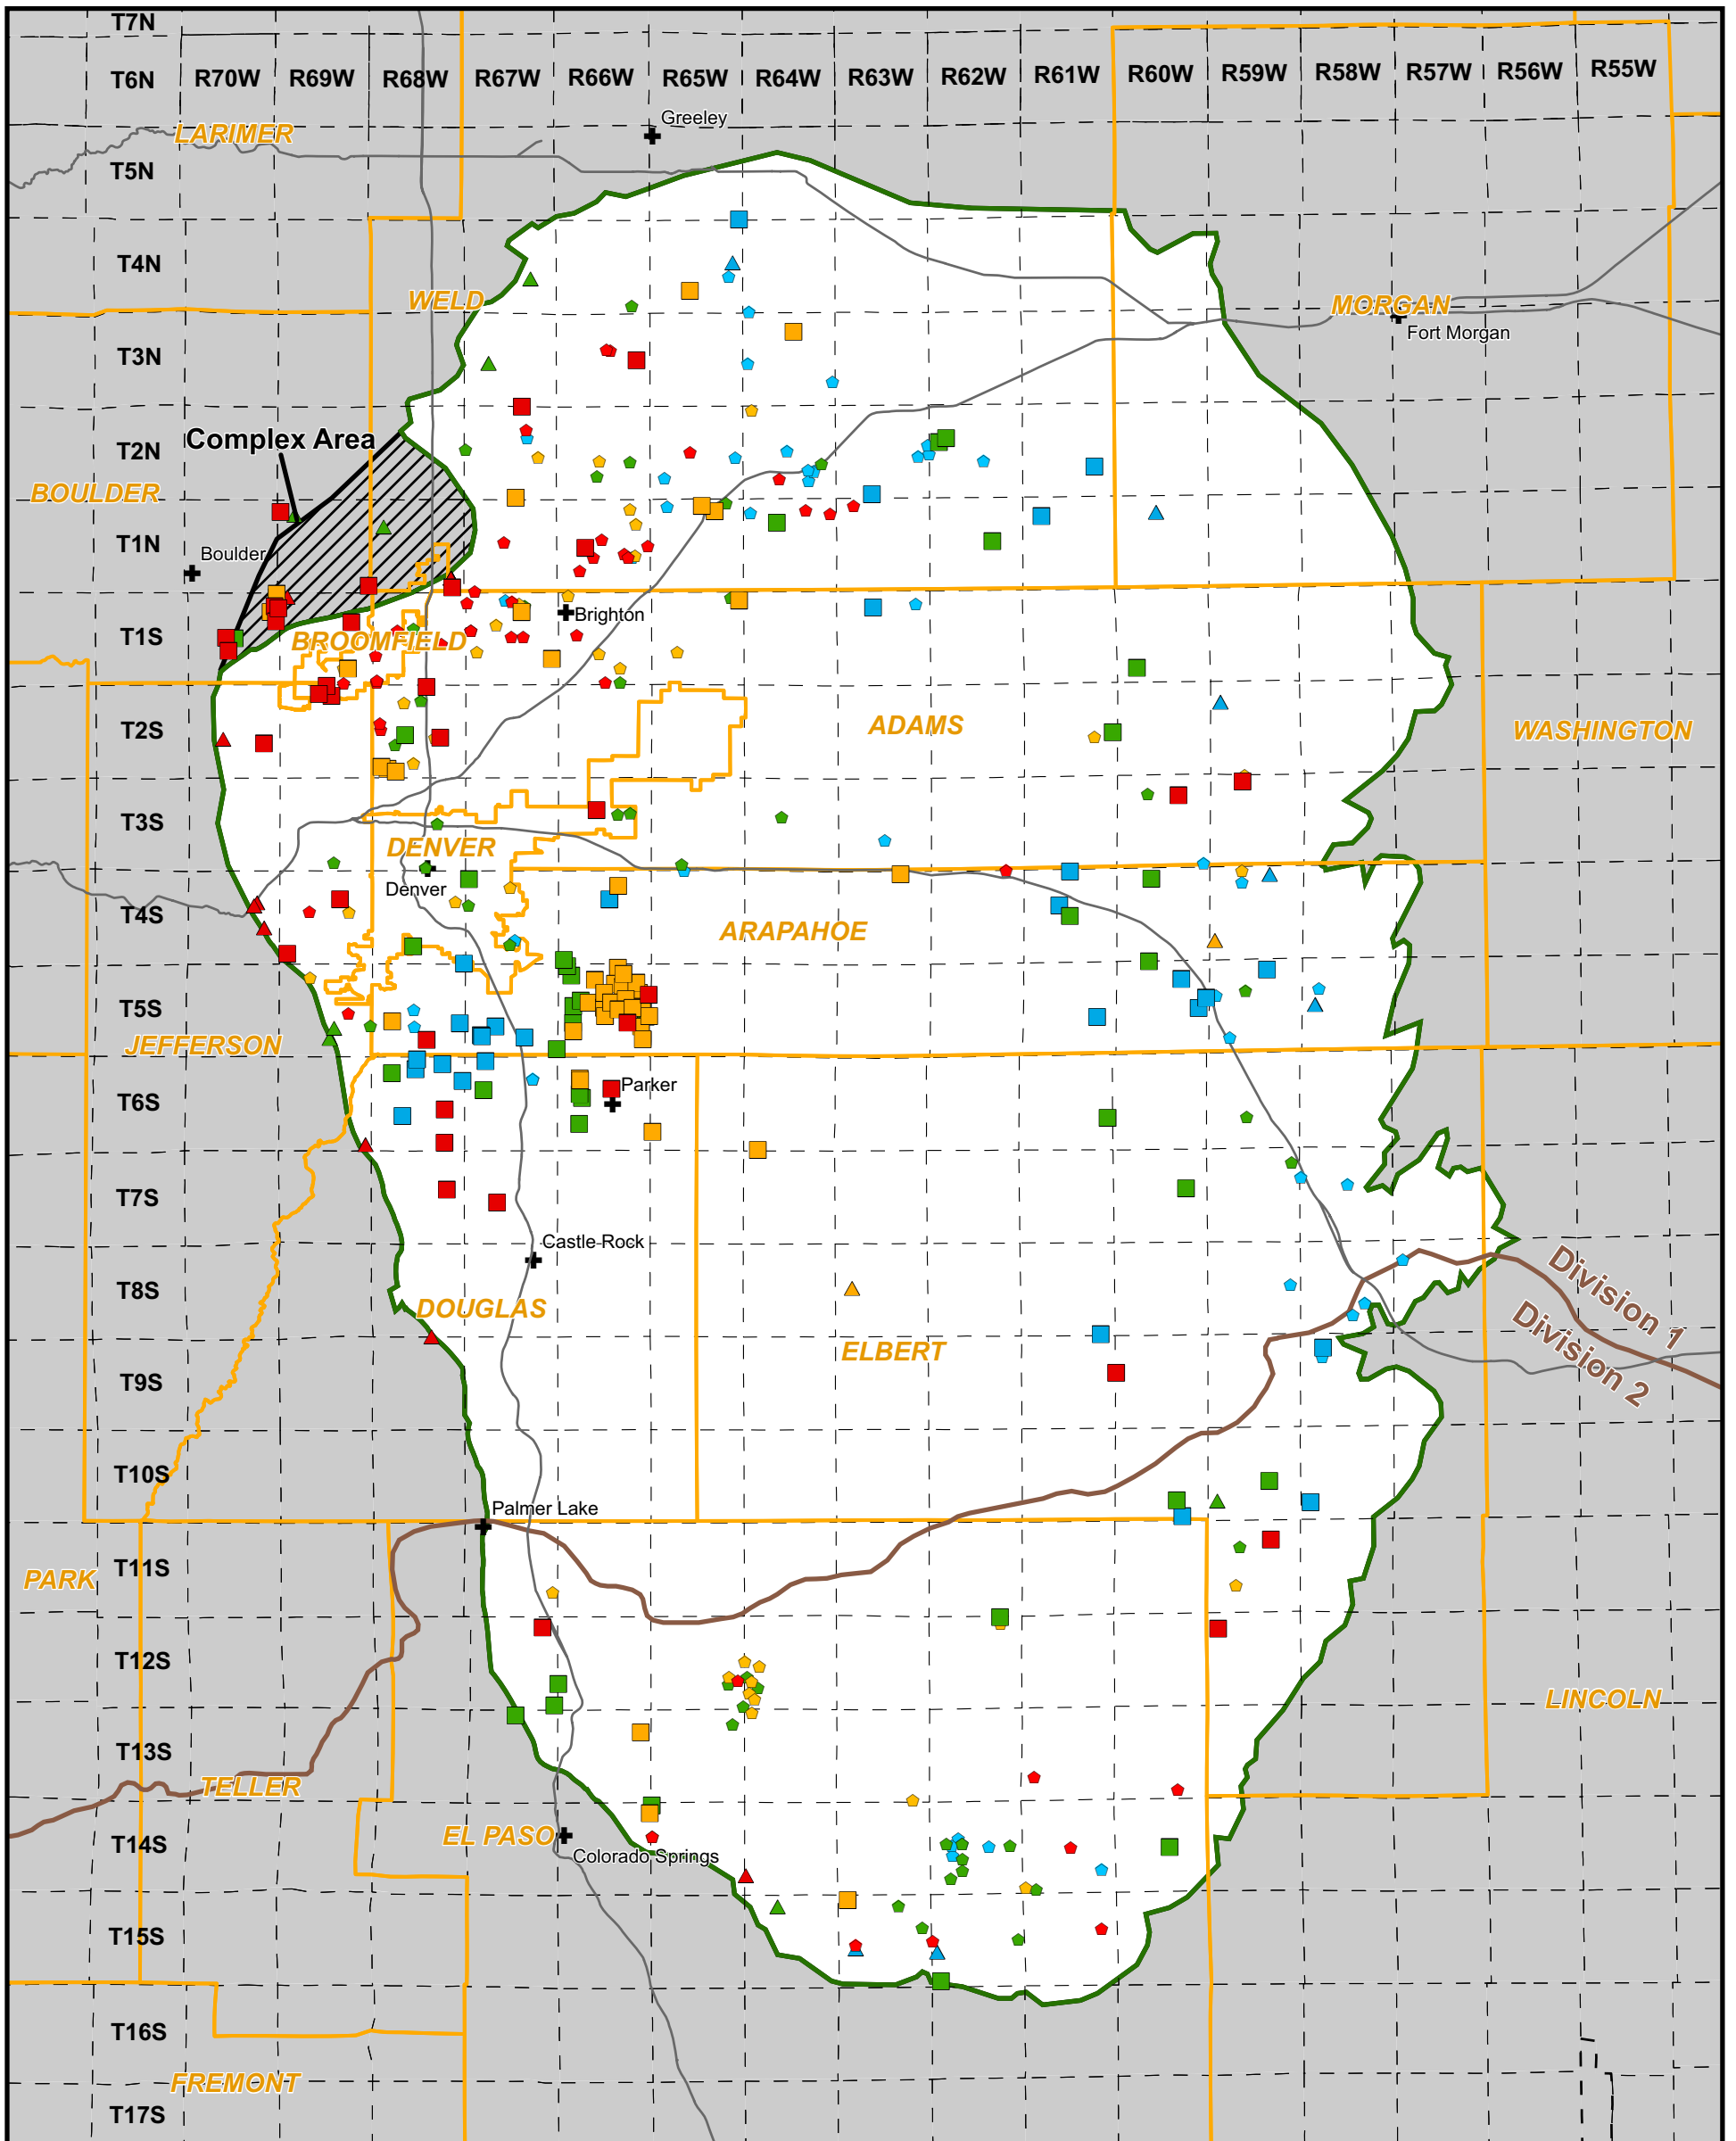 T7N
T6N
R70W
R69W
R68W
R67W
R66W
R65W
R64W
R63W
R62W
R61W
R60W
R59W
R58W
R57W
R56W
R55W
Greeley
LARIMER
T5N
T4N
WELD
MORGAN
Fort Morgan
T3N
Complex Area
T2N
BOULDER
T1N
Boulder
Brighton
T1S
BROOMFIELD
T2S
ADAMS
WASHINGTON
T3S
DENVER
Denver
T4S
ARAPAHOE
T5S
JEFFERSON
Parker
T6S
T7S
Castle Rock
T8S
DOUGLAS
Division 1
Division 2
ELBERT
T9S
T10S
Palmer Lake
T11S
PARK
T12S
LINCOLN
T13S
TELLER
T14S
EL PASO
Colorado Springs
T15S
T16S
FREMONT
T17S